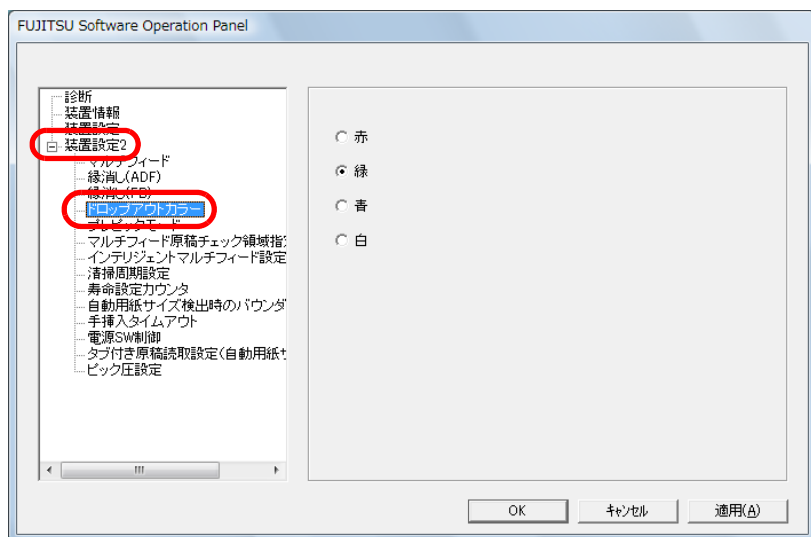 FUJITSU Software Operation Panel
診断
装置情報
装置設定
装置設定2
マルチフィード
縁消し(ADF)
縁消し(FB)
ドロップアウトカラー
プレピックモード
マルチフィード原稿チェック領域指
インテリジェントマルチフィード設定
清掃周期設定
寿命設定カウンタ
自動用紙サイズ検出時のバウンダ
手挿入タイムアウト
電源SW制御
タブ付き原稿読取設定(自動用紙サ
ピック圧設定
赤
緑
青
白
OK
キャンセル
適用(A)